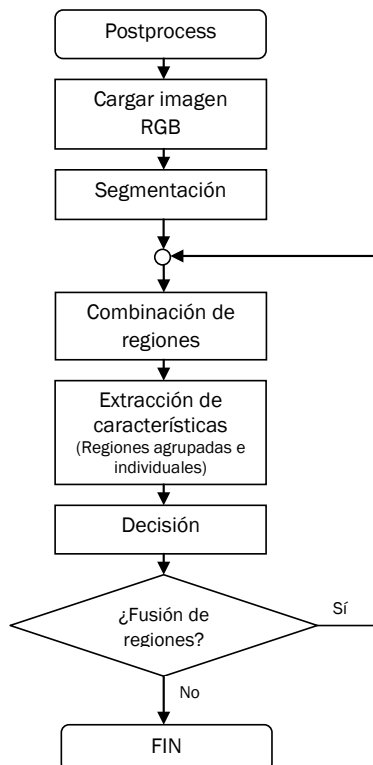 Postprocess
Cargar imagen
RGB
Segmentación
Combinación de
regiones
Extracción de
características
(Regiones agrupadas e
individuales)
Decisión
¿Fusión de
regiones?
Sí
No
FIN